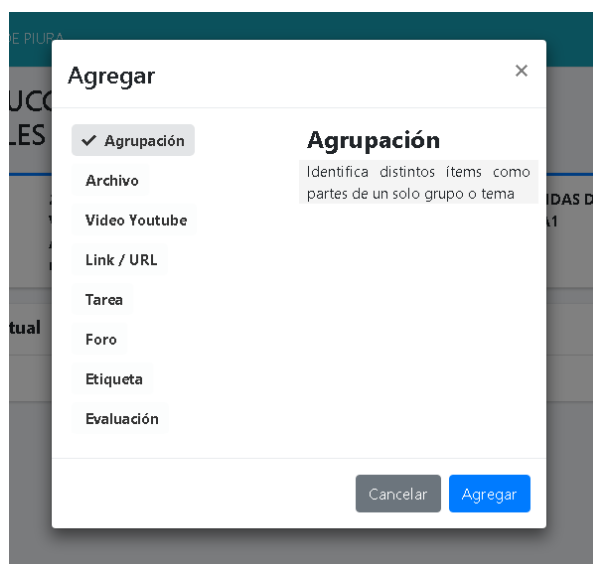 DE PIURA
Agregar
×
UCC
LES
Agrupación
Agrupación
Identifica distintos ítems como
partes de un solo grupo o tema
Archivo
Video Youtube
Link / URL
Tarea
Foro
Etiqueta
Evaluación
IDAS D
A1
tual
Cancelar
Agregar